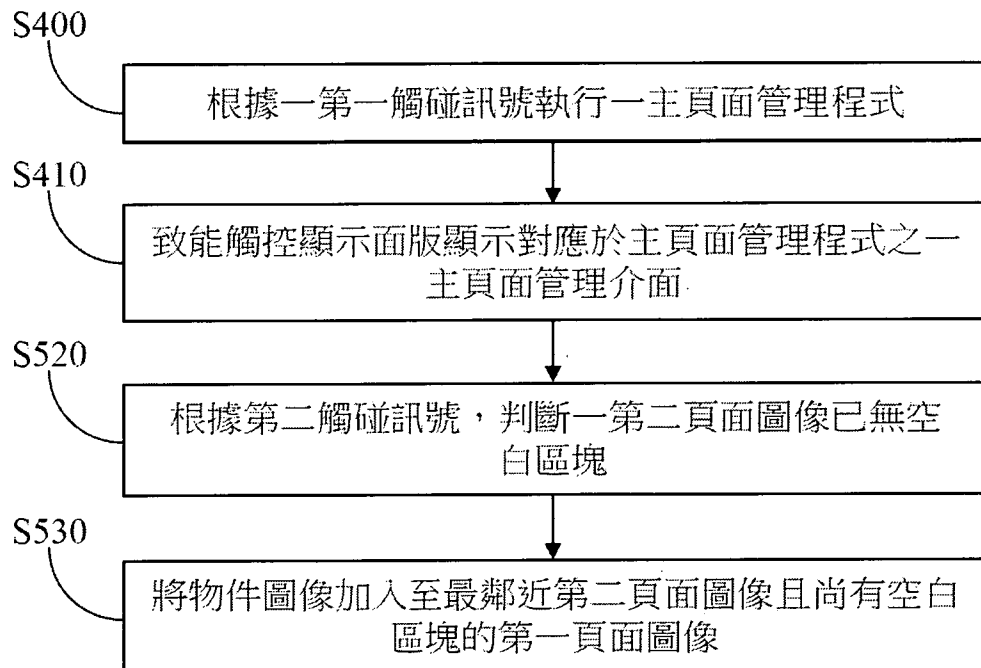 S400
根據一第一觸碰訊號執行一主頁面管理程式
S410
致能觸控顯示面版顯示對應於主頁面管理程式之一
主頁面管理介面
S520
根據第二觸碰訊號，判斷一第二頁面圖像已無空
白區塊
S530
將物件圖像加入至最鄰近第二頁面圖像且尚有空白
區塊的第一頁面圖像